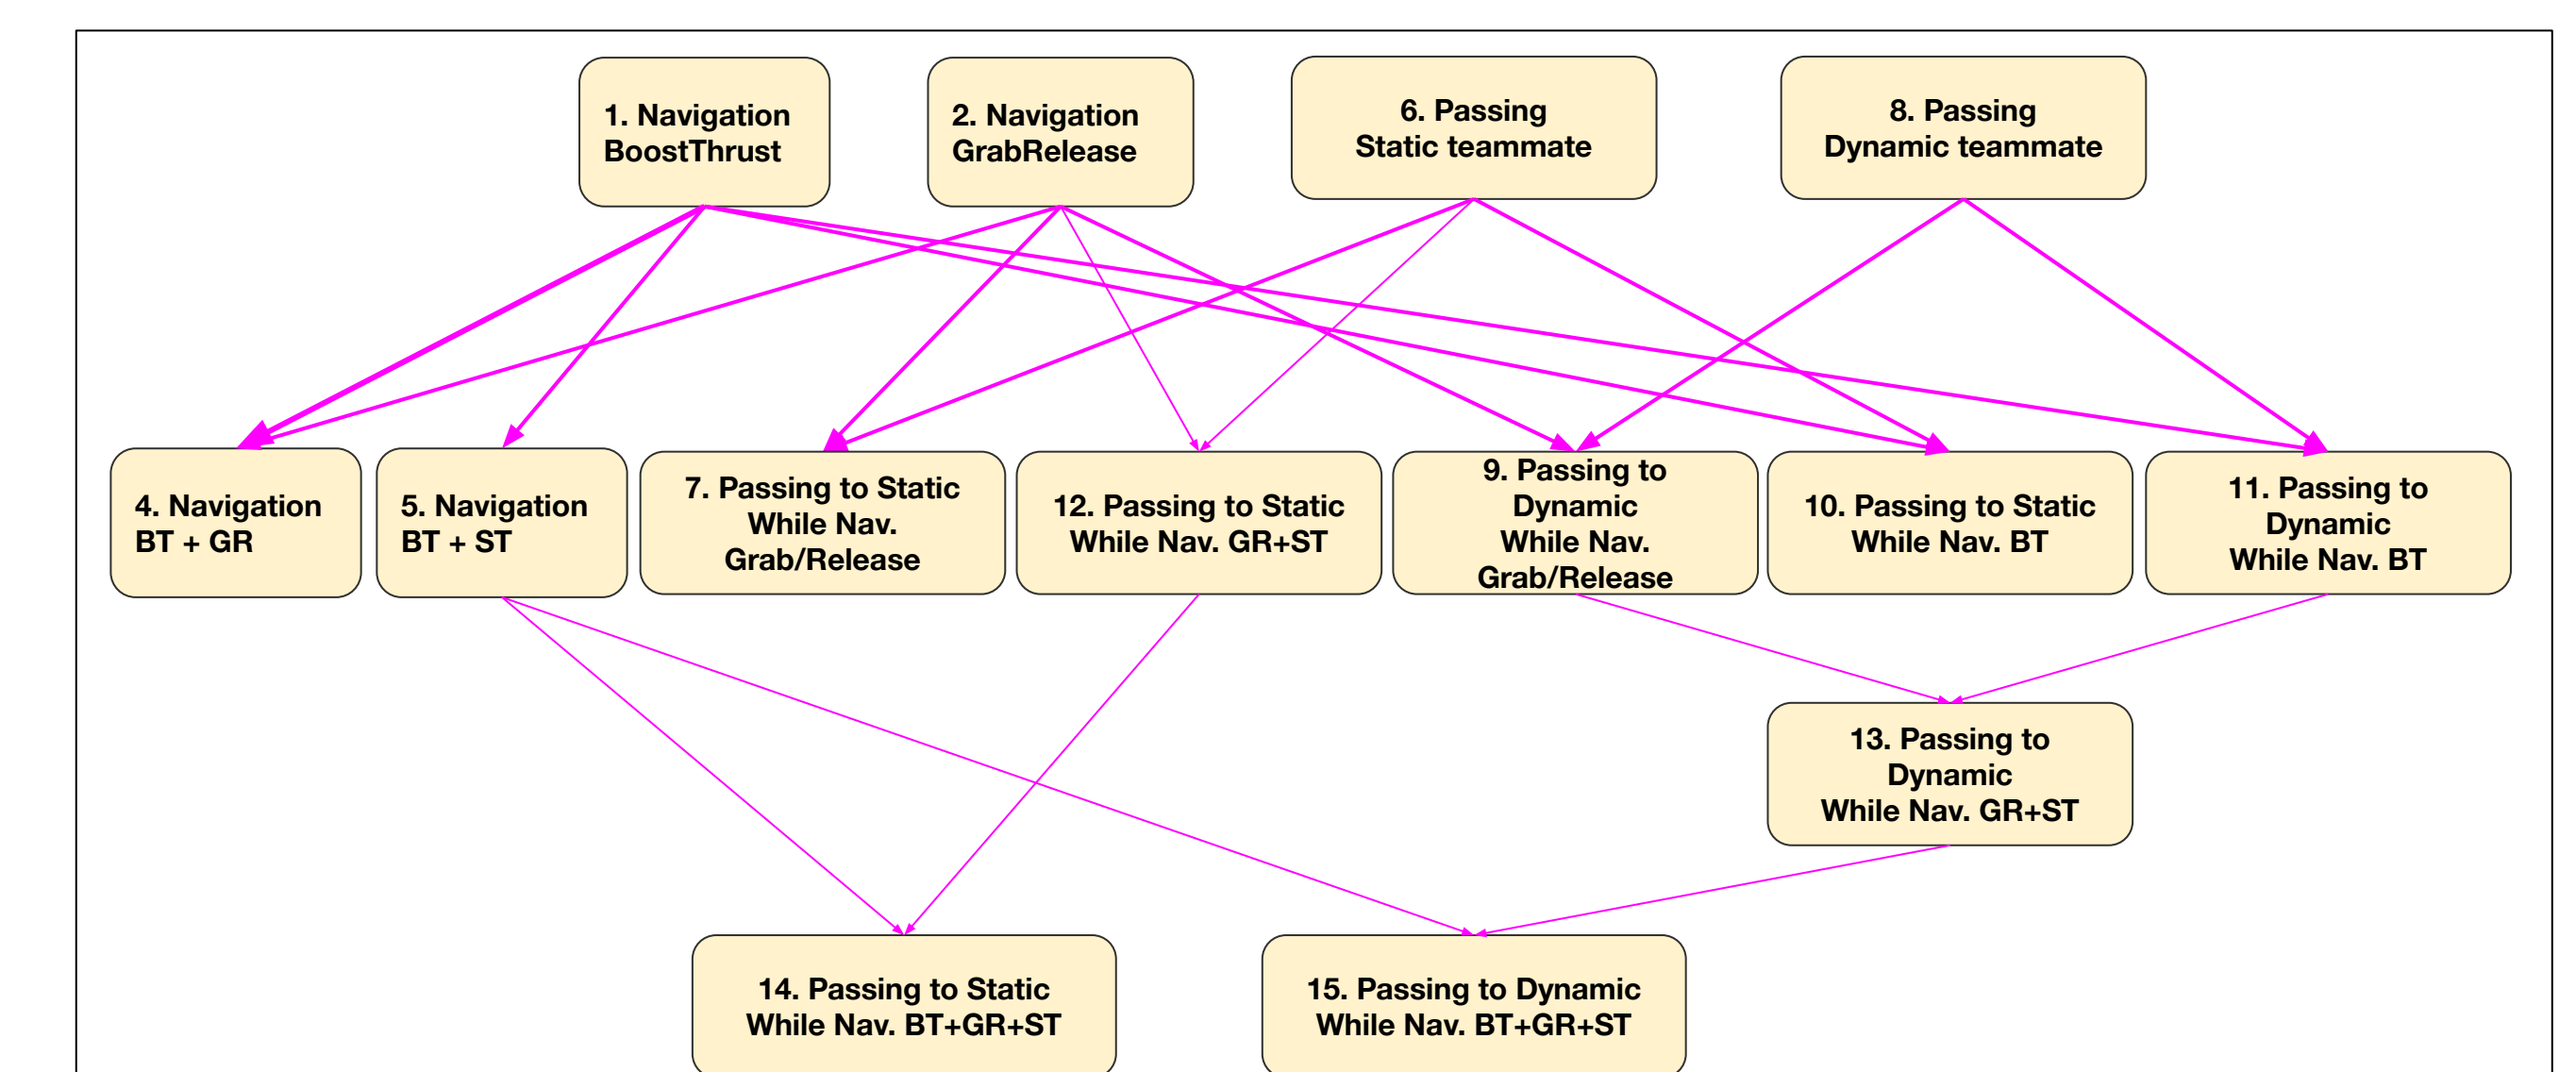 1. Navigation
BoostThrust
2. Navigation
GrabRelease
6. Passing
Static teammate
8. Passing
Dynamic teammate
4. Navigation
BT + GR
5. Navigation
BT + ST
7. Passing to Static
While Nav.
Grab/Release
12. Passing to Static
While Nav. GR+ST
9. Passing to
Dynamic
While Nav.
Grab/Release
10. Passing to Static
While Nav. BT
11. Passing to
Dynamic
While Nav. BT
13. Passing to
Dynamic
While Nav. GR+ST
14. Passing to Static
While Nav. BT+GR+ST
15. Passing to Dynamic
While Nav. BT+GR+ST